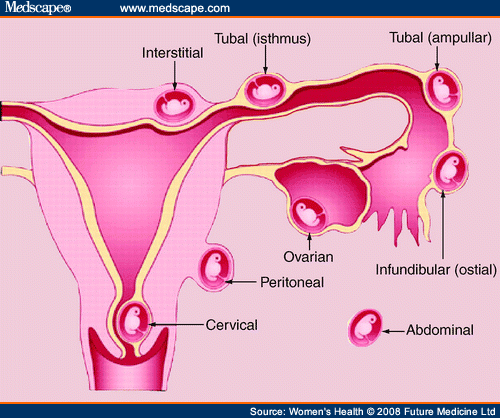 Medscape® www.medscape.com
Interstitial
Tubal (isthmus)
Tubal (ampullar)
Ovarian
Infundibular (ostial)
Peritoneal
Cervical
Abdominal
Source: Women's Health © 2008 Future Medicine Ltd